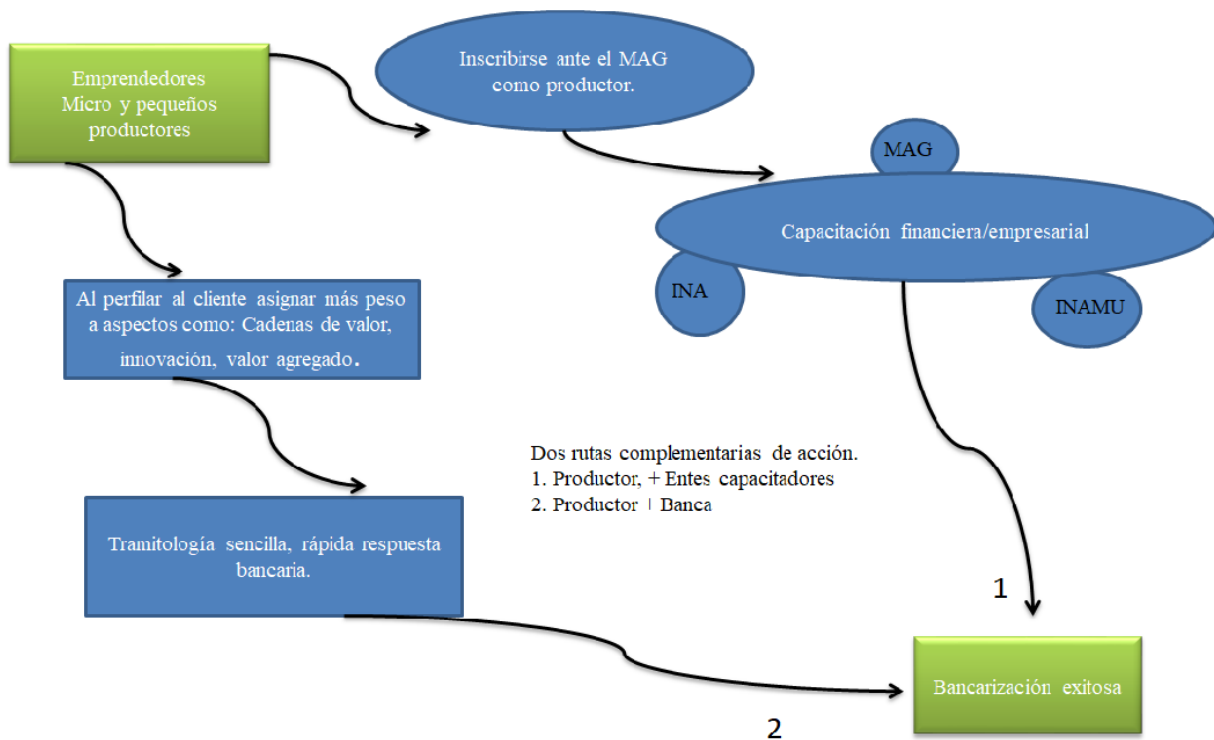 Emprendedores
Micro y pequeños
productores
Inscribirse ante el MAG
como productor.
MAG
Capacitación financiera/empresarial
INA
INAMU
Al perfilar al cliente asignar más peso
a aspectos como: Cadenas de valor,
innovación, valor agregado.
Dos rutas complementarias de acción.
1. Productor, + Entes capacitadores
2. Productor + Banca
Tramitología sencilla, rápida respuesta
bancaria.
1
Bancarización exitosa
2